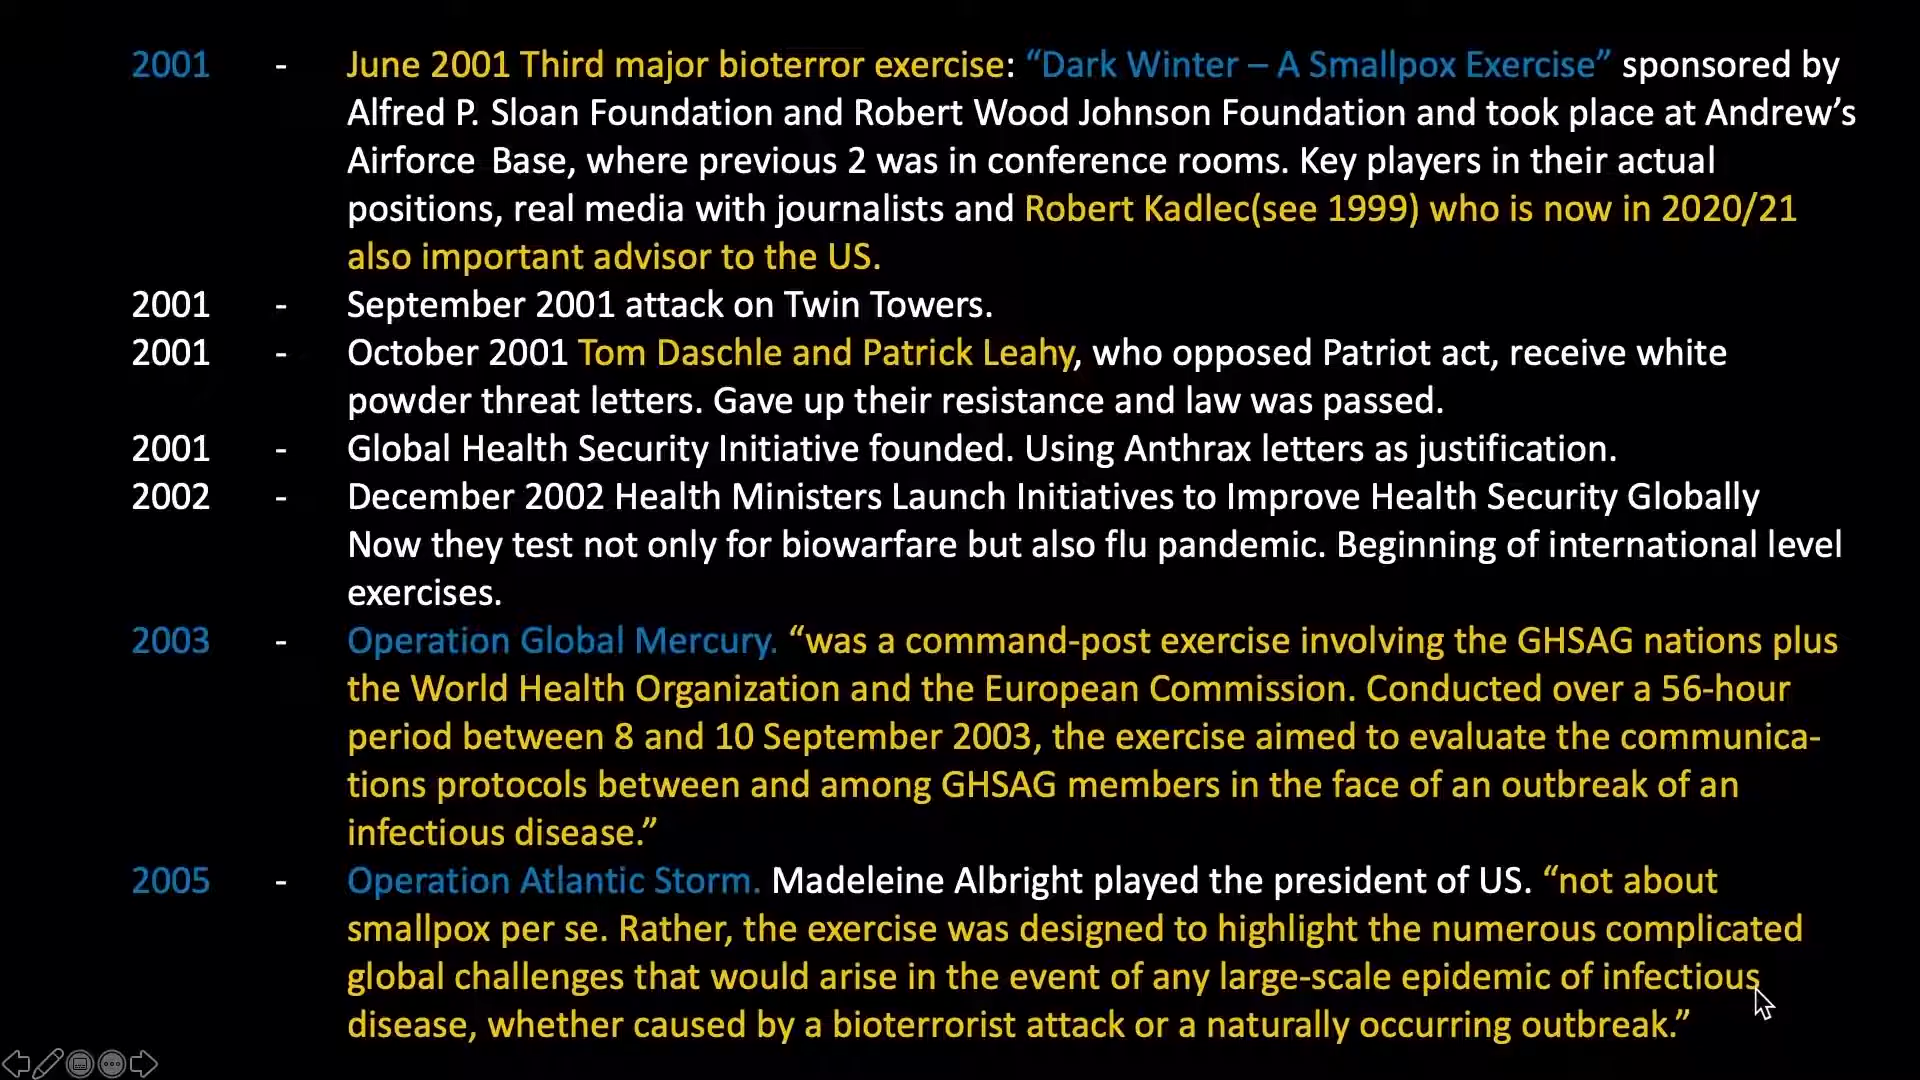 2001 - June 2001 Third major bioterror exercise: “Dark Winter – A Smallpox Exercise” sponsored by
Alfred P. Sloan Foundation and Robert Wood Johnson Foundation and took place at Andrew’s
Airforce Base, where previous 2 was in conference rooms. Key players in their actual
positions, real media with journalists and Robert Kadlec(see 1999) who is now in 2020/21
also important advisor to the US.
2001 - September 2001 attack on Twin Towers.
2001 - October 2001 Tom Daschle and Patrick Leahy, who opposed Patriot act, receive white
powder threat letters. Gave up their resistance and law was passed.
2001 - Global Health Security Initiative founded. Using Anthrax letters as justification.
2002 - December 2002 Health Ministers Launch Initiatives to Improve Health Security Globally
Now they test not only for biowarfare but also flu pandemic. Beginning of international level
exercises.
2003 - Operation Global Mercury. “was a command-post exercise involving the GHSAG nations plus
the World Health Organization and the European Commission. Conducted over a 56-hour
period between 8 and 10 September 2003, the exercise aimed to evaluate the communica-
tions protocols between and among GHSAG members in the face of an outbreak of an
infectious disease.”
2005 - Operation Atlantic Storm. Madeleine Albright played the president of US. “not about
smallpox per se. Rather, the exercise was designed to highlight the numerous complicated
global challenges that would arise in the event of any large-scale epidemic of infectious
disease, whether caused by a bioterrorist attack or a naturally occurring outbreak.”